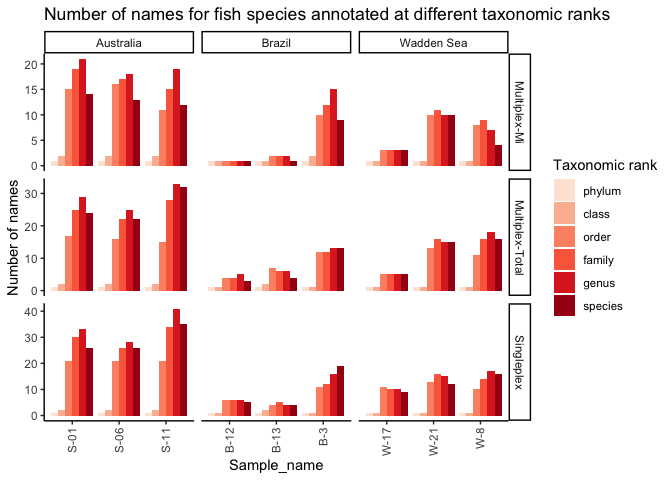 Number of names for fish species annotated at different taxonomic ranks
Australia
Brazil
Wadden Sea
Number of names
20
15
10
5
0
Multiplex-Mi
30
20
10
0
Multiplex-Total
40
30
20
10
0
Singleplex
S-01
S-06
S-11
B-12
B-13
B-3
W-17
W-21
W-8
Sample_name
Taxonomic rank
phylum
class
order
family
genus
species